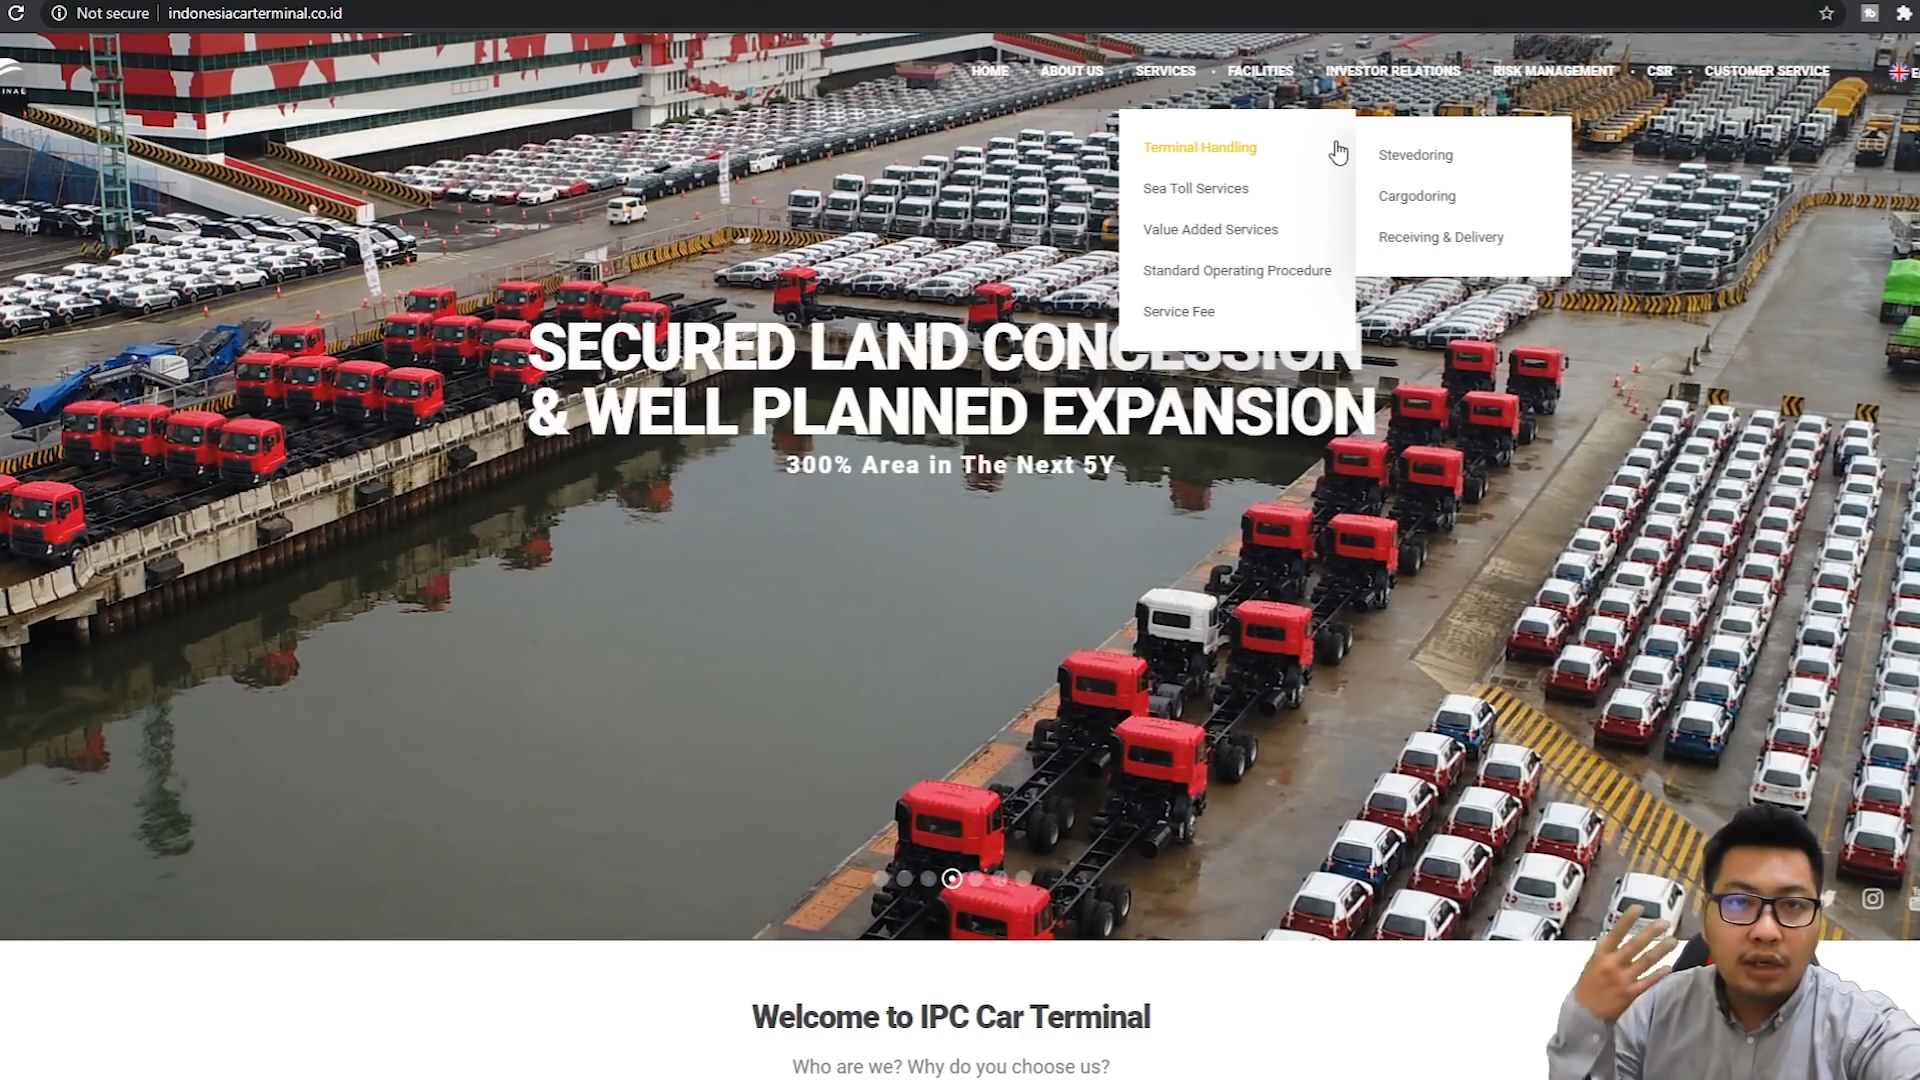 Not secure
indonesiacarterminal.co.id
INAL
HOME
ABOUT US
SERVICES
FACILITIES
INVESTOR RELATIONS
RISK MANAGEMENT
CSR
CUSTOMER SERVICE
E
Terminal Handling
Sea Toll Services
Value Added Services
Standard Operating Procedure
Service Fee
Stevedoring
Cargodoring
Receiving & Delivery
SECURED LAND CONCESSION
& WELL PLANNED EXPANSION
300% Area in The Next 5Y
Welcome to IPC Car Terminal
Who are we? Why do you choose us?